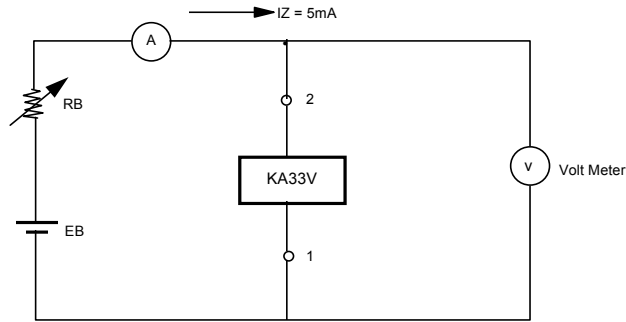 IZ = 5mA
A
RB
2
KA33V
v
Volt Meter
EB
1